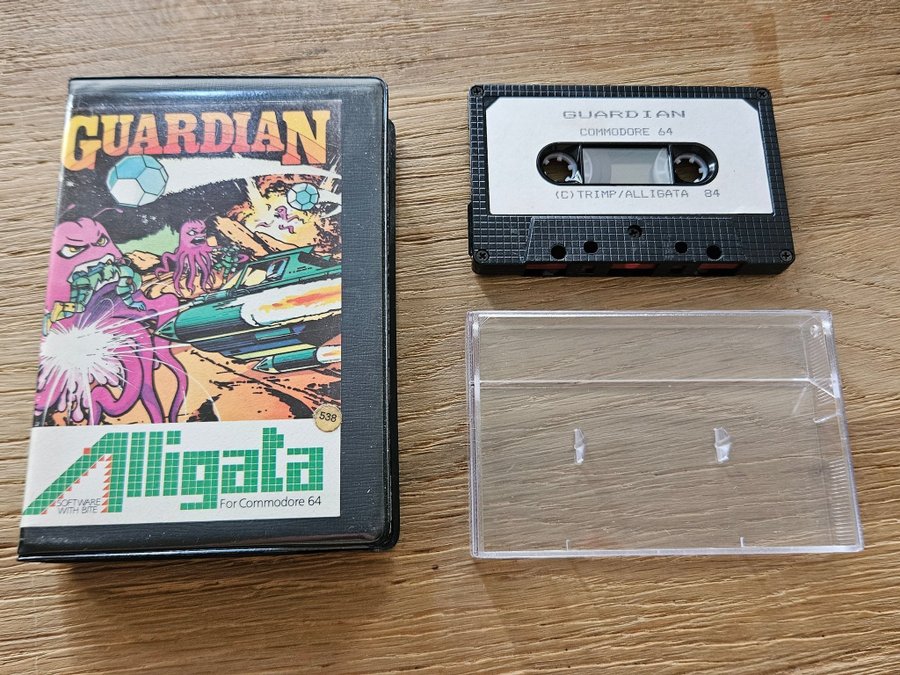 GUARDIAN
538
Alligata
SOFTWARE
WITH BITE
For Commodore 64
GUARDIAN
COMMODORE 64
(C)TRIMP/ALLIGATA 84